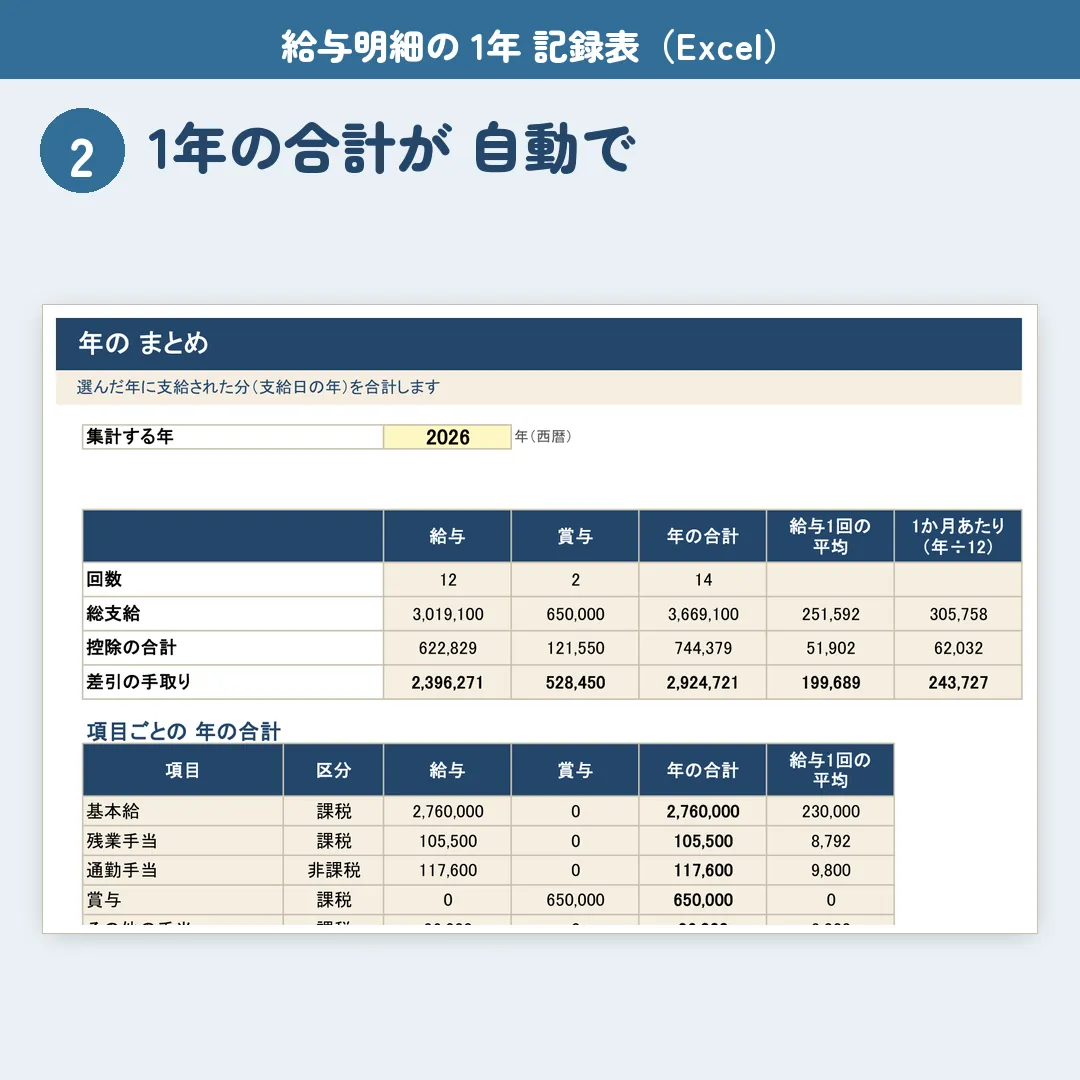 給与明細の 1年 記録表（Excel）
2 1年の合計が 自動で
年の まとめ
選んだ年に支給された分（支給日の年）を合計します
集計する年 2026 年（西暦）
給与 賞与 年の合計 給与1回の平均 1か月あたり（年÷12）
回数 12 2 14
総支給 3,019,100 650,000 3,669,100 251,592 305,758
控除の合計 622,829 121,550 744,379 51,902 62,032
差引の手取り 2,396,271 528,450 2,924,721 199,689 243,727
項目ごとの 年の合計
項目 区分 給与 賞与 年の合計 給与1回の平均
基本給 課税 2,760,000 0 2,760,000 230,000
残業手当 課税 105,500 0 105,500 8,792
通勤手当 非課税 117,600 0 117,600 9,800
賞与 課税 0 650,000 650,000 0